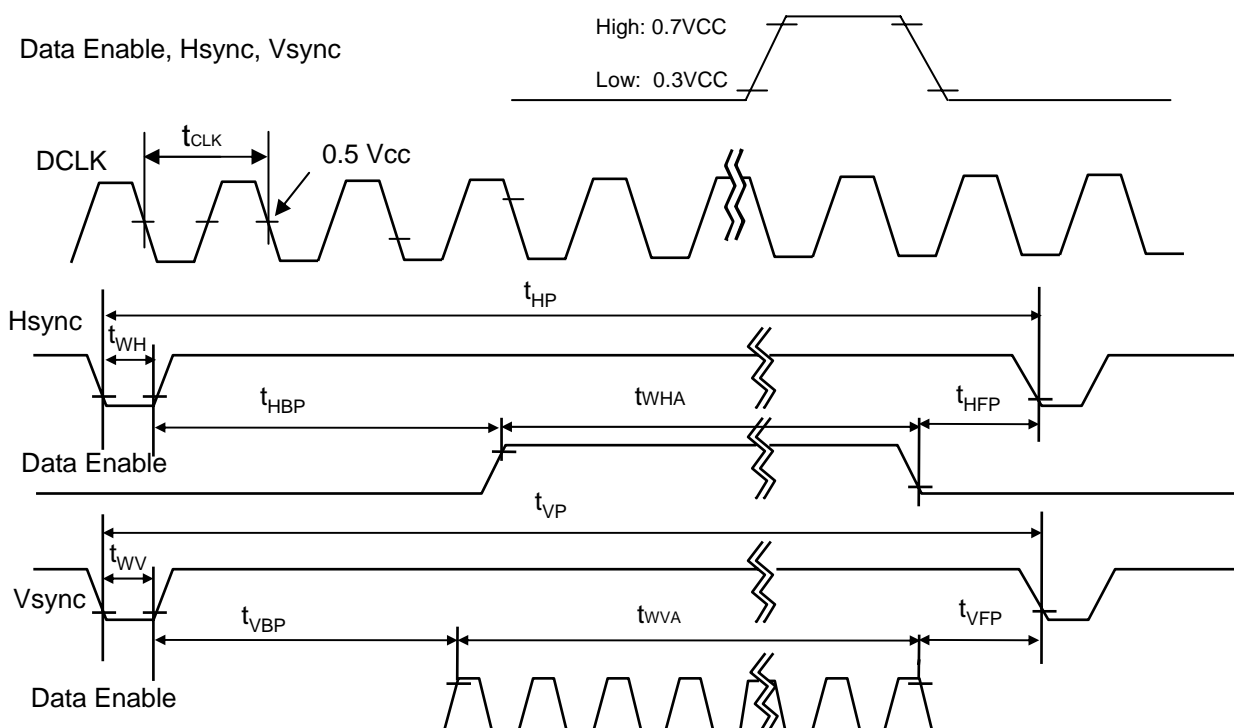 High: 0.7VCC
Data Enable, Hsync, Vsync
Low: 0.3VCC
tCLK
DCLK
0.5 Vcc
tHP
Hsync
tWH
tHBP
tWHA
tHFP
Data Enable
tVP
tWV
Vsync
tVBP
tWVA
tVFP
Data Enable